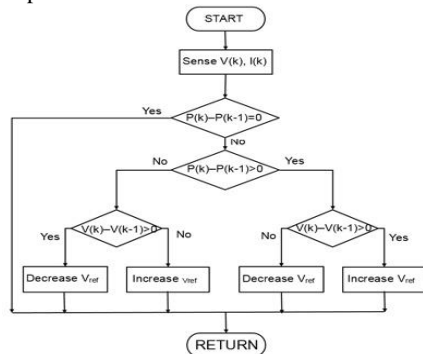 START
Sense V(k), I(k)
Yes
P(k)–P(k-1)=0
No
No
P(k)–P(k-1)>0
Yes
Yes
V(k)–V(k-1)>0
No
No
V(k)–V(k-1)>0
Yes
Decrease Vref
Increase Vref
Decrease Vref
Increase Vref
RETURN